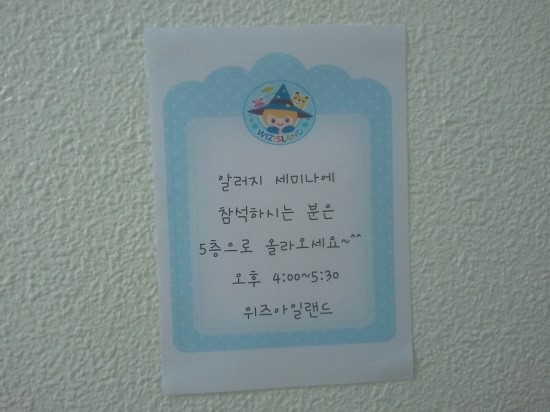 WIZISLAND
알러지 세미나에
참석하시는 분은
5층으로 올라오세요~^^
오후 4:00~5:30
위즈아일랜드